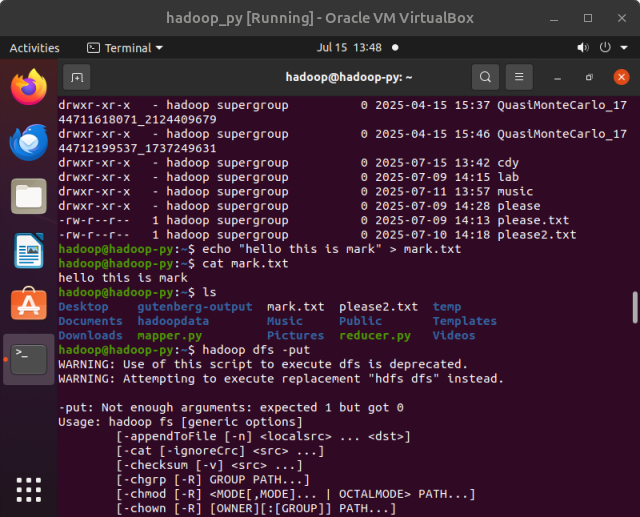 hadoop_py [Running] - Oracle VM VirtualBox
Activities Terminal Jul 15 13:48
hadoop@hadoop-py: ~
drwxr-xr-x   - hadoop supergroup          0 2025-04-15 15:37 QuasiMonteCarlo_17
44711618071_2124409679
drwxr-xr-x   - hadoop supergroup          0 2025-04-15 15:46 QuasiMonteCarlo_17
44712199537_1737249631
drwxr-xr-x   - hadoop supergroup          0 2025-07-15 13:42 cdy
drwxr-xr-x   - hadoop supergroup          0 2025-07-09 14:15 lab
drwxr-xr-x   - hadoop supergroup          0 2025-07-11 13:57 music
drwxr-xr-x   - hadoop supergroup          0 2025-07-09 14:28 please
-rw-r--r--   1 hadoop supergroup          0 2025-07-09 14:13 please.txt
-rw-r--r--   1 hadoop supergroup          0 2025-07-10 14:18 please2.txt
hadoop@hadoop-py:~$ echo "hello this is mark" > mark.txt
hadoop@hadoop-py:~$ cat mark.txt
hello this is mark
hadoop@hadoop-py:~$ ls
Desktop    gutenberg-output  mark.txt  please2.txt  temp
Documents  hadoopdata        Music     Public       Templates
Downloads  mapper.py         Pictures  reducer.py   Videos
hadoop@hadoop-py:~$ hadoop dfs -put
WARNING: Use of this script to execute dfs is deprecated.
WARNING: Attempting to execute replacement "hdfs dfs" instead.
-put: Not enough arguments: expected 1 but got 0
Usage: hadoop fs [generic options]
        [-appendToFile [-n] <localsrc> ... <dst>]
        [-cat [-ignoreCrc] <src> ...]
        [-checksum [-v] <src> ...]
        [-chgrp [-R] GROUP PATH...]
        [-chmod [-R] <MODE[,MODE]... | OCTALMODE> PATH...]
        [-chown [-R] [OWNER][:[GROUP]] PATH...]